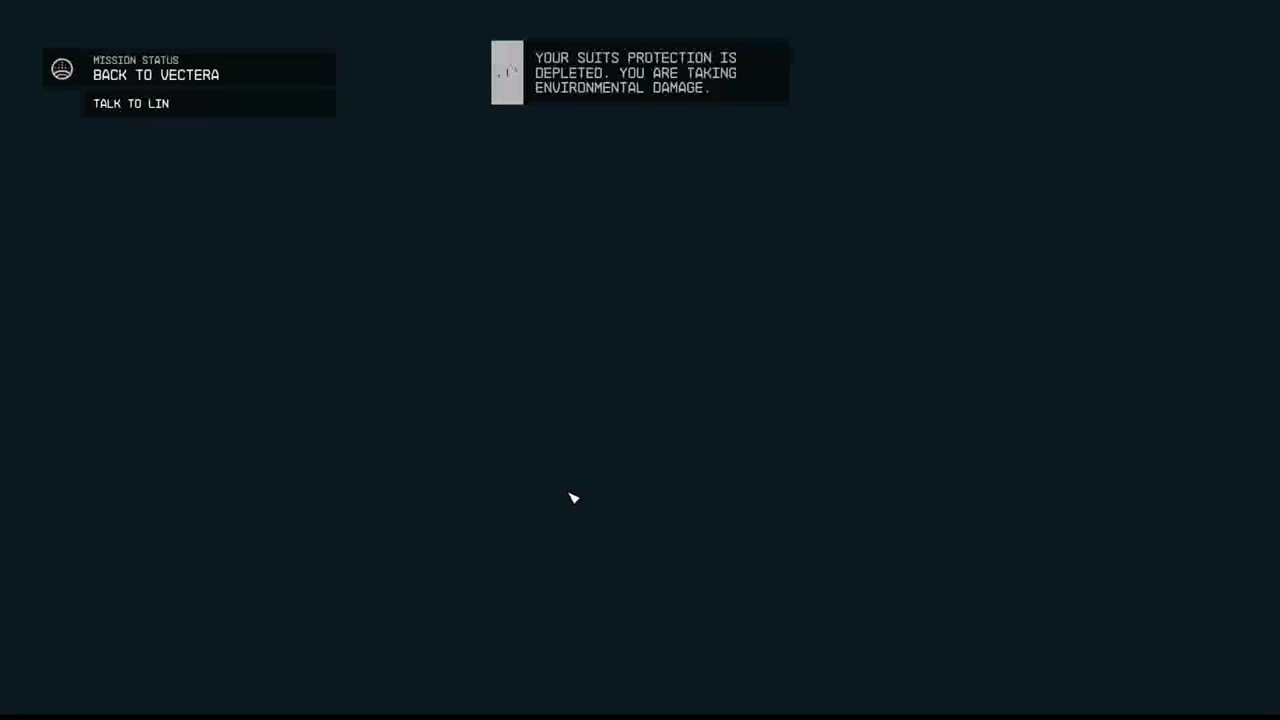 MISSION STATUS
BACK TO VECTERA
TALK TO LIN
YOUR SUITS PROTECTION IS
DEPLETED. YOU ARE TAKING
ENVIRONMENTAL DAMAGE.